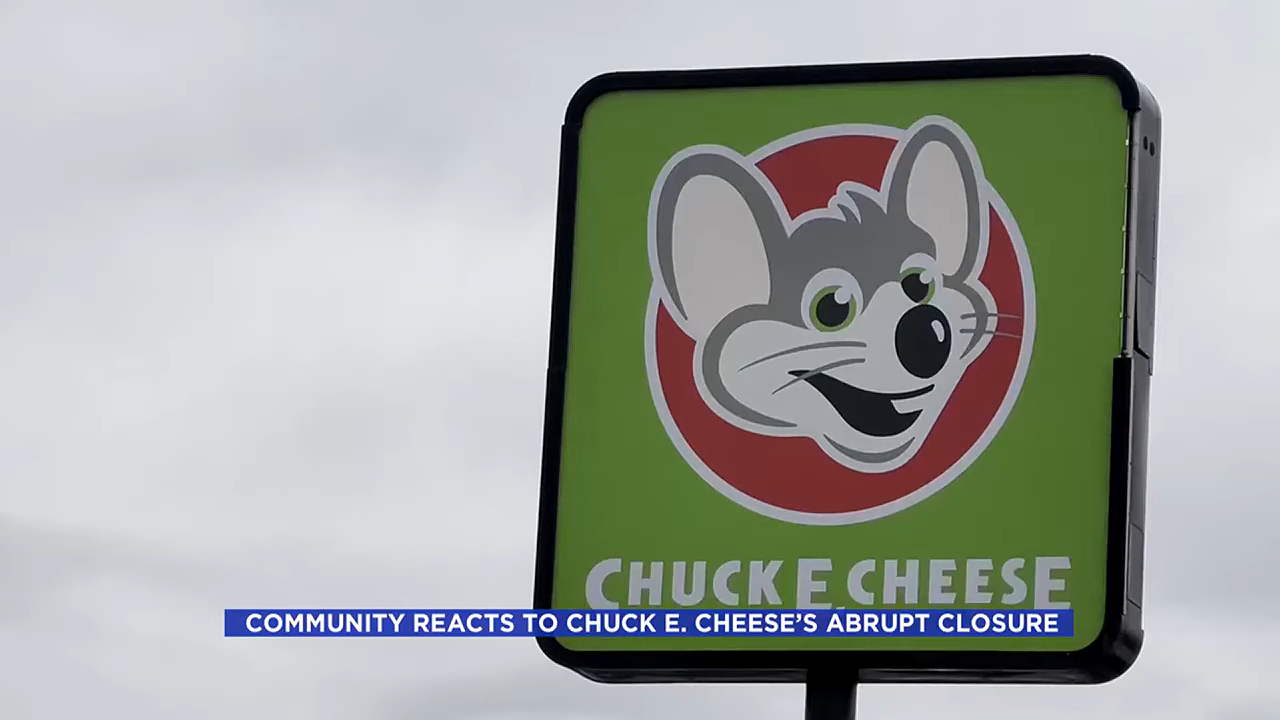 CHUCK E. CHEESE
COMMUNITY REACTS TO CHUCK E. CHEESE'S ABRUPT CLOSURE